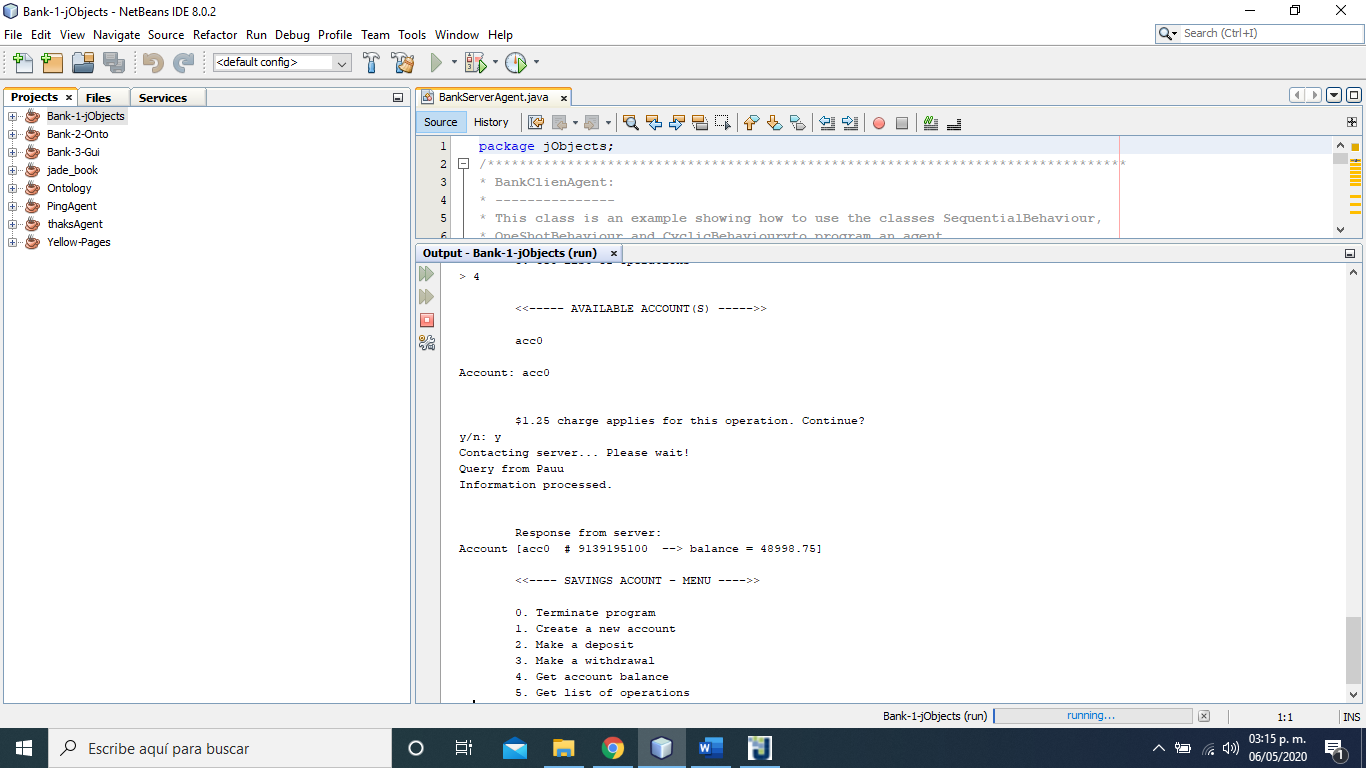 Bank-1-jObjects - NetBeans IDE 8.0.2
File Edit View Navigate Source Refactor Run Debug Profile Team Tools Window Help
Search (Ctrl+I)
<default config>
Projects Files Services
Bank-1-jObjects
Bank-2-Onto
Bank-3-Gui
jade_book
Ontology
PingAgent
thaksAgent
Yellow-Pages
BankServerAgent.java
Source History
1 package jObjects;
2 /********************************************************************************
3 * BankClienAgent:
4 * ---------------
5 * This class is an example showing how to use the classes SequentialBehaviour,
6 * OneShotBehaviour and CyclicBehaviouryto program an agent
Output - Bank-1-jObjects (run)
> 4
<<----- AVAILABLE ACCOUNT(S) ----->>
acc0
Account: acc0
$1.25 charge applies for this operation. Continue?
y/n: y
Contacting server... Please wait!
Query from Pauu
Information processed.
Response from server:
Account [acc0 # 9139195100 --> balance = 48998.75]
<<---- SAVINGS ACOUNT - MENU ---->>
0. Terminate program
1. Create a new account
2. Make a deposit
3. Make a withdrawal
4. Get account balance
5. Get list of operations
Bank-1-jObjects (run) running... 1:1 INS
Escribe aquí para buscar
03:15 p. m.
06/05/2020
1